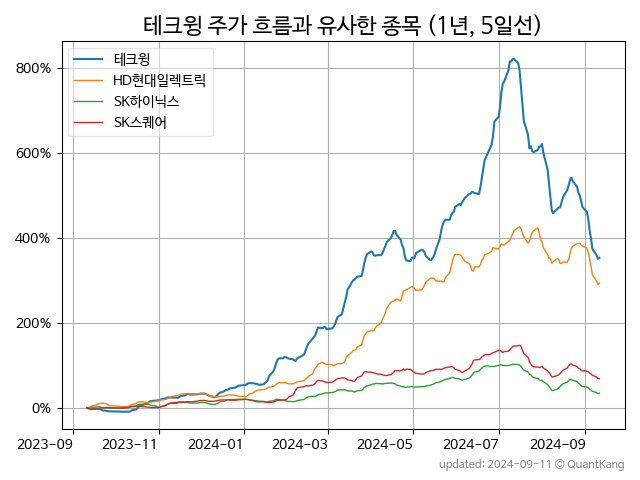 테크윙 주가 흐름과 유사한 종목 (1년, 5일선)
테크윙
HD현대일렉트릭
SK하이닉스
SK스퀘어
800%
600%
400%
200%
0%
2023-09 2023-11 2024-01 2024-03 2024-05 2024-07 2024-09
updated: 2024-09-11 © QuantKang